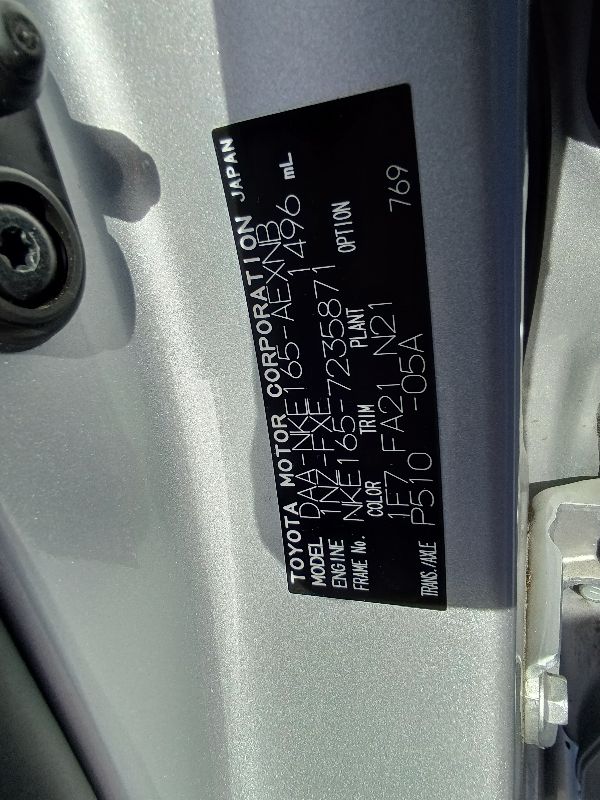 TOYOTA MOTOR CORPORATION JAPAN
MODEL DAA-NKE165-AEXNB
ENGINE 1NZ-FXE 1496 mL
FRAME No. NKE165-7235871
COLOR TRIM PLANT OPTION
1F7 FA21 N21 769
TRANS./AXLE P510 -05A